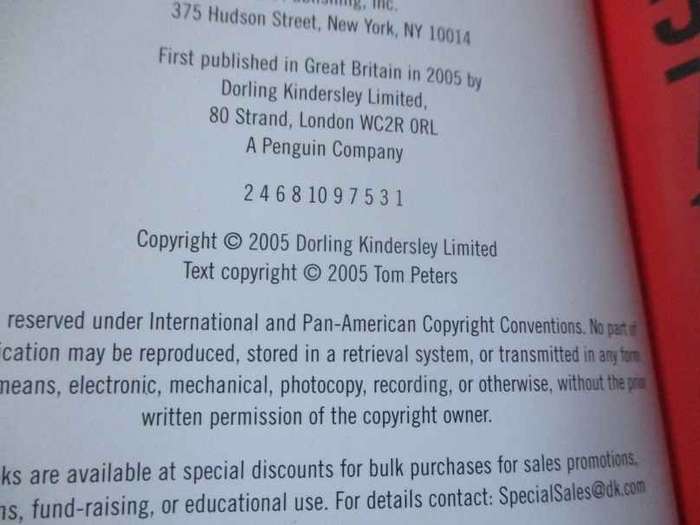 375 Hudson Street, New York, NY 10014
First published in Great Britain in 2005 by
Dorling Kindersley Limited,
80 Strand, London WC2R 0RL
A Penguin Company
2 4 6 8 10 9 7 5 3 1
Copyright © 2005 Dorling Kindersley Limited
Text copyright © 2005 Tom Peters
reserved under International and Pan-American Copyright Conventions. No part of
ication may be reproduced, stored in a retrieval system, or transmitted in any form
means, electronic, mechanical, photocopy, recording, or otherwise, without the prior
written permission of the copyright owner.
ks are available at special discounts for bulk purchases for sales promotions,
ns, fund-raising, or educational use. For details contact: SpecialSales@dk.com